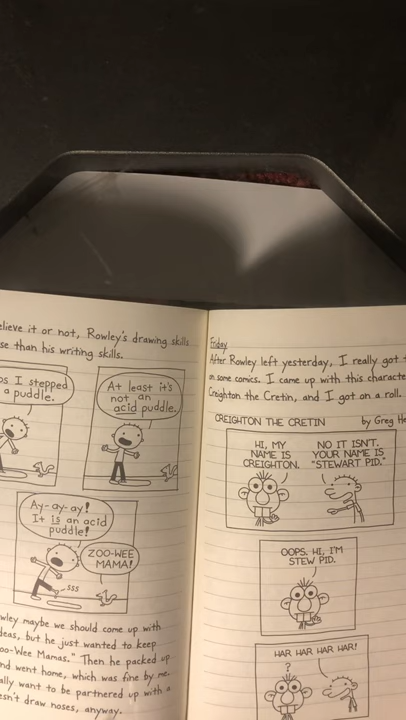 elieve it or not, Rowley's drawing skills
se than his writing skills.
I stepped
a puddle.
At least it's
not an
acid puddle.
Ay-ay-ay!
It is an acid
puddle!
ZOO-WEE
MAMA!
SSS
wley maybe we should come up with
deas, but he just wanted to keep
oo-Wee Mamas." Then he packed up
nd went home, which was fine by me.
ally want to be partnered up with a
esn't draw noses, anyway.
Friday
After Rowley left yesterday, I really got
on some comics. I came up with this characte
Creighton the Cretin, and I got on a roll.
CREIGHTON THE CRETIN by Greg He
HI, MY
NAME IS
CREIGHTON.
NO IT ISN'T.
YOUR NAME IS
"STEWART PID."
OOPS. HI, I'M
STEW PID.
HAR HAR HAR HAR!
?